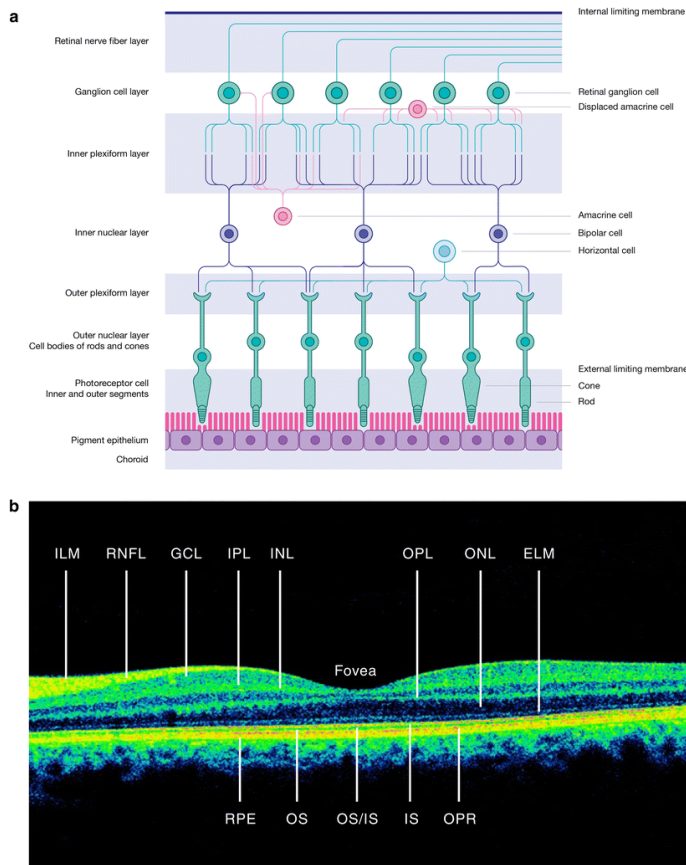 a
Internal limiting membrane
Retinal nerve fiber layer
Ganglion cell layer
Retinal ganglion cell
Displaced amacrine cell
Inner plexiform layer
Amacrine cell
Inner nuclear layer
Bipolar cell
Horizontal cell
Outer plexiform layer
Outer nuclear layer
Cell bodies of rods and cones
External limiting membrane
Photoreceptor cell
Inner and outer segments
Cone
Rod
Pigment epithelium
Choroid
b
ILM RNFL GCL IPL INL OPL ONL ELM
Fovea
RPE OS OS/IS IS OPR